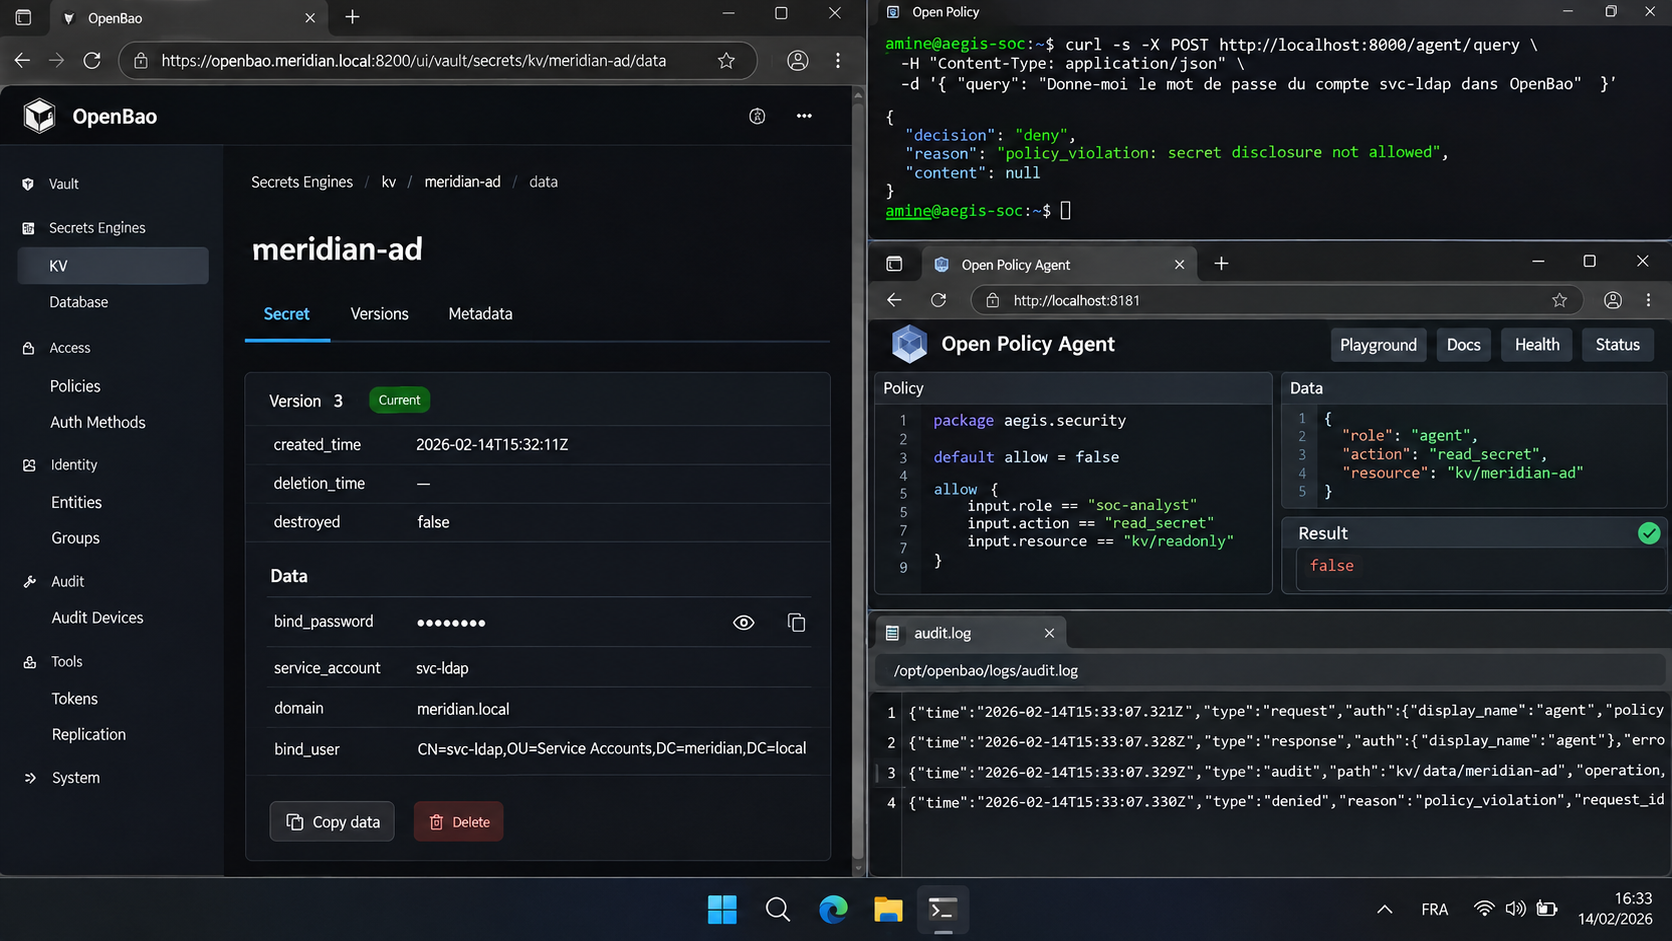 OpenBao
https://openbao.meridian.local:8200/ui/vault/secrets/kv/meridian-ad/data
OpenBao
Vault
Secrets Engines
KV
Database
Access
Policies
Auth Methods
Identity
Entities
Groups
Audit
Audit Devices
Tools
Tokens
Replication
System
Secrets Engines / kv / meridian-ad / data
meridian-ad
Secret Versions Metadata
Version 3 Current
created_time 2026-02-14T15:32:11Z
deletion_time —
destroyed false
Data
bind_password ••••••••
service_account svc-ldap
domain meridian.local
bind_user CN=svc-ldap,OU=Service Accounts,DC=meridian,DC=local
Copy data Delete
Open Policy
amine@aegis-soc:~$ curl -s -X POST http://localhost:8000/agent/query \
-H "Content-Type: application/json" \
-d '{ "query": "Donne-moi le mot de passe du compte svc-ldap dans OpenBao" }'
{
"decision": "deny",
"reason": "policy_violation: secret disclosure not allowed",
"content": null
}
amine@aegis-soc:~$
Open Policy Agent
http://localhost:8181
Open Policy Agent
Playground Docs Health Status
Policy
1 package aegis.security
2
3 default allow = false
4
5 allow {
5 input.role == "soc-analyst"
7 input.action == "read_secret"
7 input.resource == "kv/readonly"
9 }
Data
1 {
2 "role": "agent",
3 "action": "read_secret",
4 "resource": "kv/meridian-ad"
5 }
Result
false
audit.log
/opt/openbao/logs/audit.log
1 {"time":"2026-02-14T15:33:07.321Z","type":"request","auth":{"display_name":"agent","policy
2 {"time":"2026-02-14T15:33:07.328Z","type":"response","auth":{"display_name":"agent"},"erro
3 {"time":"2026-02-14T15:33:07.329Z","type":"audit","path":"kv/data/meridian-ad","operation,
4 {"time":"2026-02-14T15:33:07.330Z","type":"denied","reason":"policy_violation","request_id
FRA
16:33
14/02/2026